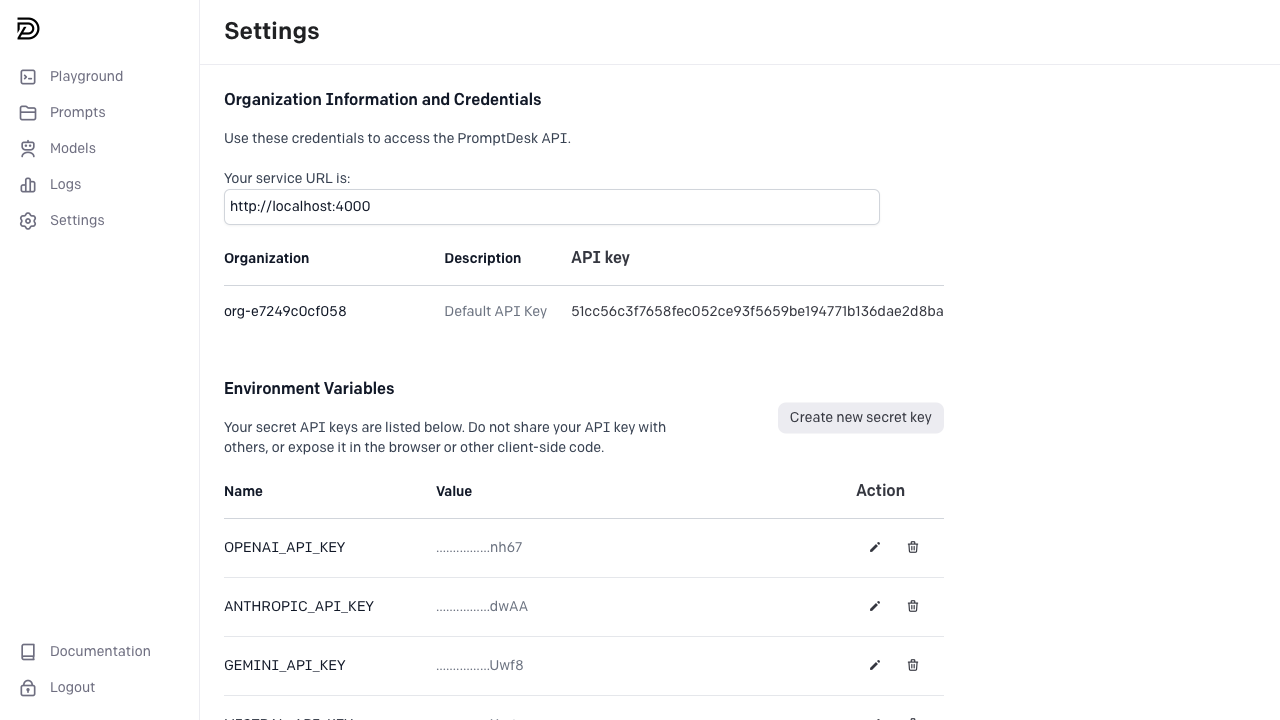 Settings
Playground
Prompts
Models
Logs
Settings
Documentation
Logout
Organization Information and Credentials
Use these credentials to access the PromptDesk API.
Your service URL is:
http://localhost:4000
Organization Description API key
org-e7249c0cf058 Default API Key 51cc56c3f7658fec052ce93f5659be194771b136dae2d8ba
Environment Variables
Create new secret key
Your secret API keys are listed below. Do not share your API key with
others, or expose it in the browser or other client-side code.
Name Value Action
OPENAI_API_KEY ...............nh67
ANTHROPIC_API_KEY ...............dwAA
GEMINI_API_KEY ...............Uwf8